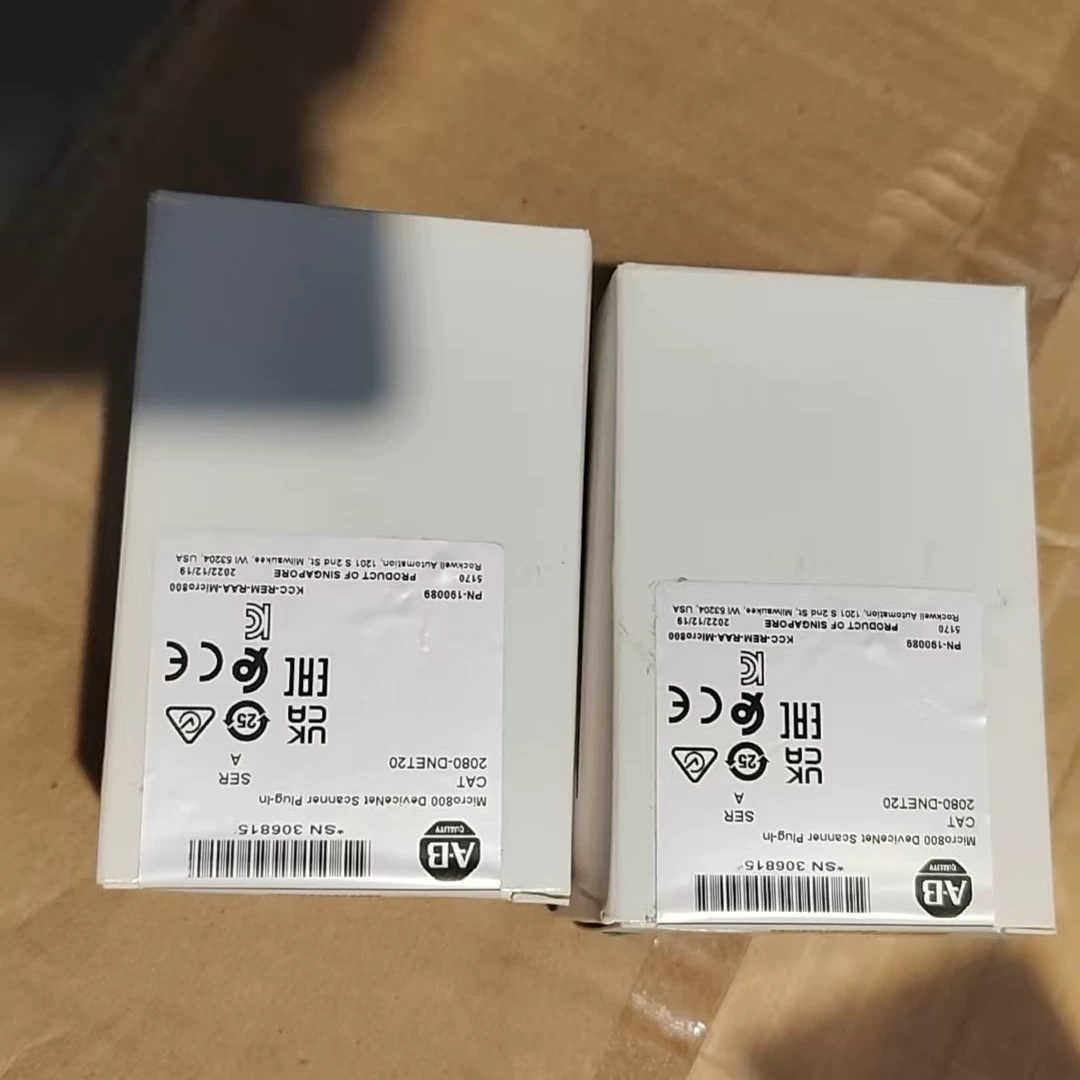 A·B
QUALITY
*SN 306815*
Micro800 DeviceNet Scanner Plug-In
CAT
2080-DNET20
SER
A
UK
CA
25
EAC
CE
KCC-REM-RAA-Micro800
PN-190089
5170
PRODUCT OF SINGAPORE
2022/12/19
Rockwell Automation, 1201 S 2nd St, Milwaukee, WI 53204, USA
A·B
QUALITY
*SN 306815*
Micro800 DeviceNet Scanner Plug-In
CAT
2080-DNET20
SER
A
UK
CA
25
EAC
CE
KCC-REM-RAA-Micro800
PN-190089
5170
PRODUCT OF SINGAPORE
2022/12/19
Rockwell Automation, 1201 S 2nd St, Milwaukee, WI 53204, USA